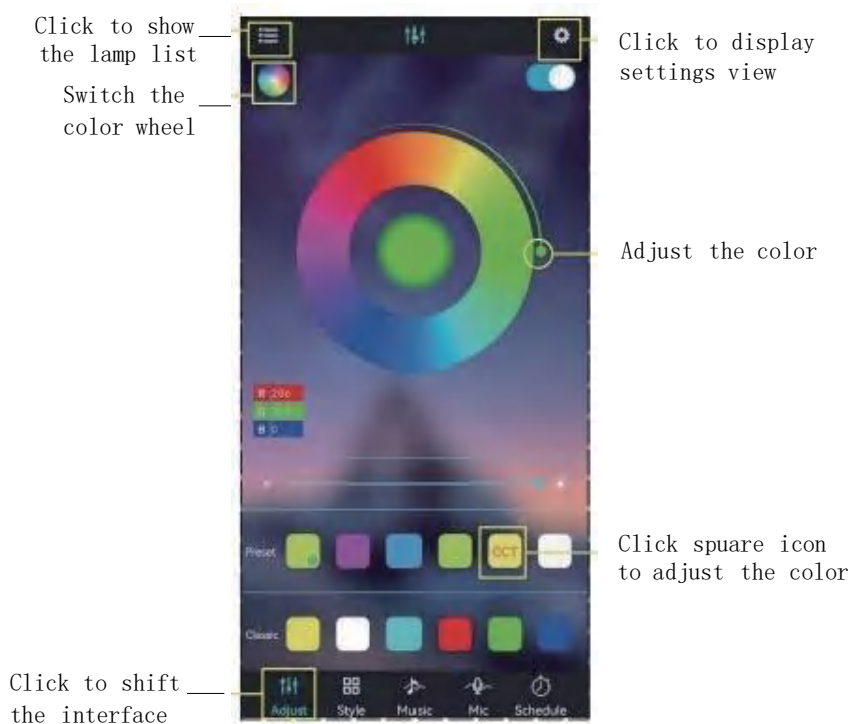 Click to show
the lamp list
Click to display
settings view
Switch the
color wheel
Adjust the color
B 0
Preset
CCT
Click spuare icon
to adjust the color
Classic
Click to shift
the interface
Adjust
Style
Music
Mic
Schedule